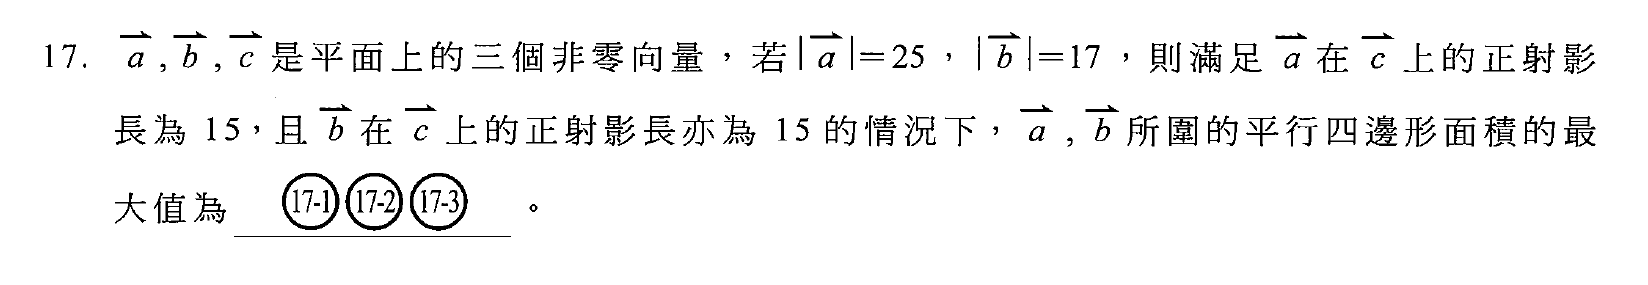 17. a⃗ , b⃗ , c⃗ 是平面上的三個非零向量，若|a⃗|=25，|b⃗|=17，則滿足 a⃗ 在 c⃗ 上的正射影
長為 15，且 b⃗ 在 c⃗ 上的正射影長亦為 15 的情況下，a⃗ , b⃗ 所圍的平行四邊形面積的最
大值為 (17-1)(17-2)(17-3) 。